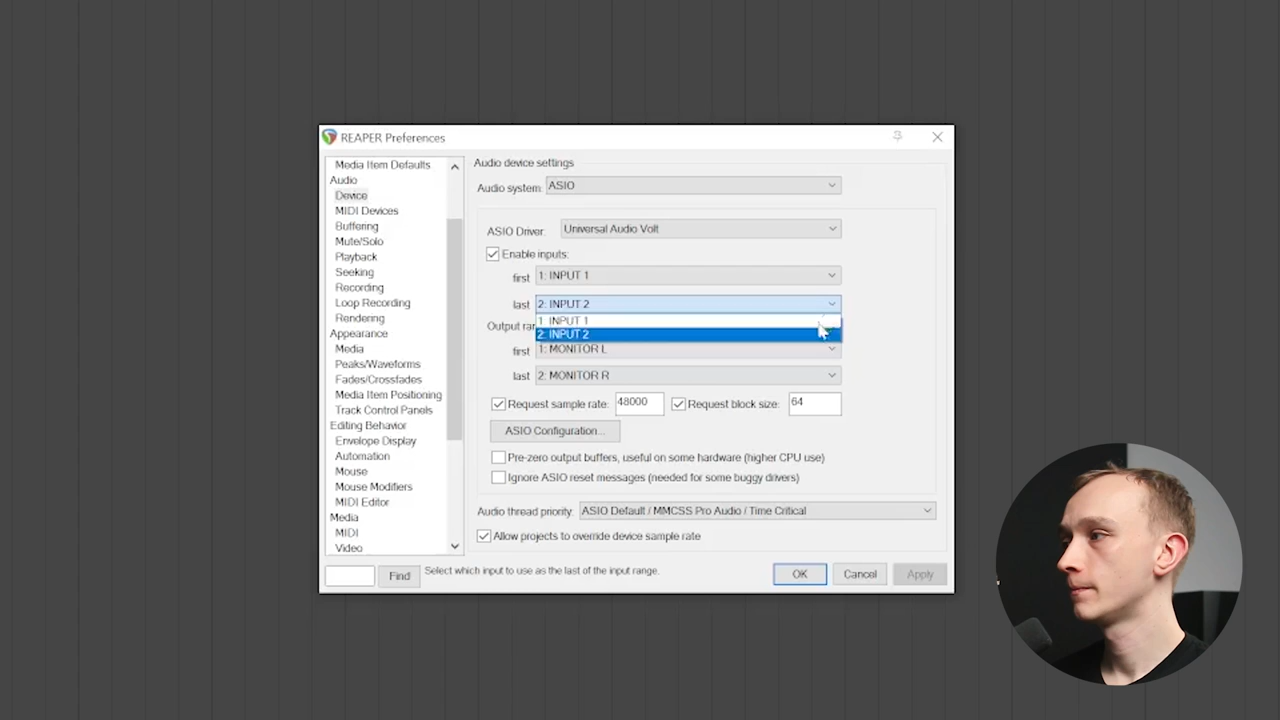 REAPER Preferences
Media Item Defaults
Audio
Device
MIDI Devices
Buffering
Mute/Solo
Playback
Seeking
Recording
Loop Recording
Rendering
Appearance
Media
Peaks/Waveforms
Fades/Crossfades
Media Item Positioning
Track Control Panels
Editing Behavior
Envelope Display
Automation
Mouse
Mouse Modifiers
MIDI Editor
Media
MIDI
Video
Audio device settings
Audio system: ASIO
ASIO Driver: Universal Audio Volt
Enable inputs:
first 1: INPUT 1
last 2: INPUT 2
1: INPUT 1
Output ran
2: INPUT 2
first 1: MONITOR L
last 2: MONITOR R
Request sample rate: 48000 Request block size: 64
ASIO Configuration...
Pre-zero output buffers, useful on some hardware (higher CPU use)
Ignore ASIO reset messages (needed for some buggy drivers)
Audio thread priority: ASIO Default / MMCSS Pro Audio / Time Critical
Allow projects to override device sample rate
Find Select which input to use as the last of the input range. OK Cancel Apply